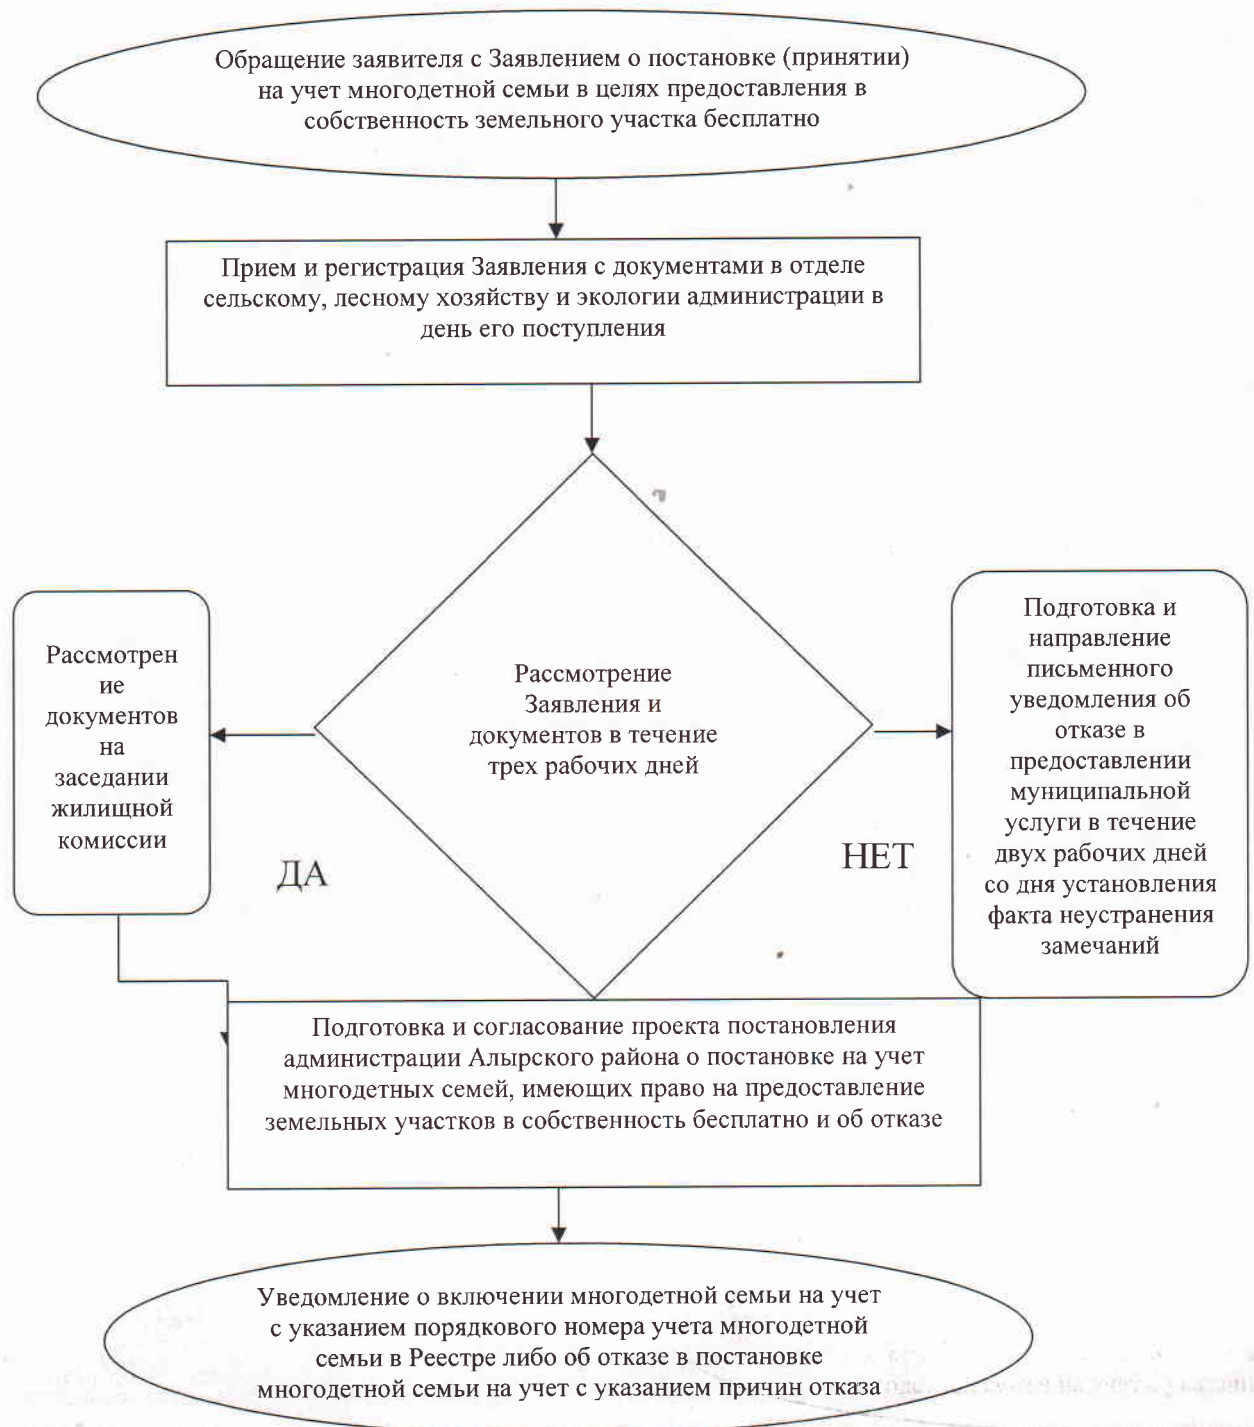 Обращение заявителя с Заявлением о постановке (принятии)
на учет многодетной семьи в целях предоставления в
собственность земельного участка бесплатно
Прием и регистрация Заявления с документами в отделе
сельскому, лесному хозяйству и экологии администрации в
день его поступления
Рассмотрен
ие
документов
на
заседании
жилищной
комиссии
Рассмотрение
Заявления и
документов в течение
трех рабочих дней
Подготовка и
направление
письменного
уведомления об
отказе в
предоставлении
муниципальной
услуги в течение
двух рабочих дней
со дня установления
факта неустранения
замечаний
ДА
НЕТ
Подготовка и согласование проекта постановления
администрации Алырского района о постановке на учет
многодетных семей, имеющих право на предоставление
земельных участков в собственность бесплатно и об отказе
Уведомление о включении многодетной семьи на учет
с указанием порядкового номера учета многодетной
семьи в Реестре либо об отказе в постановке
многодетной семьи на учет с указанием причин отказа